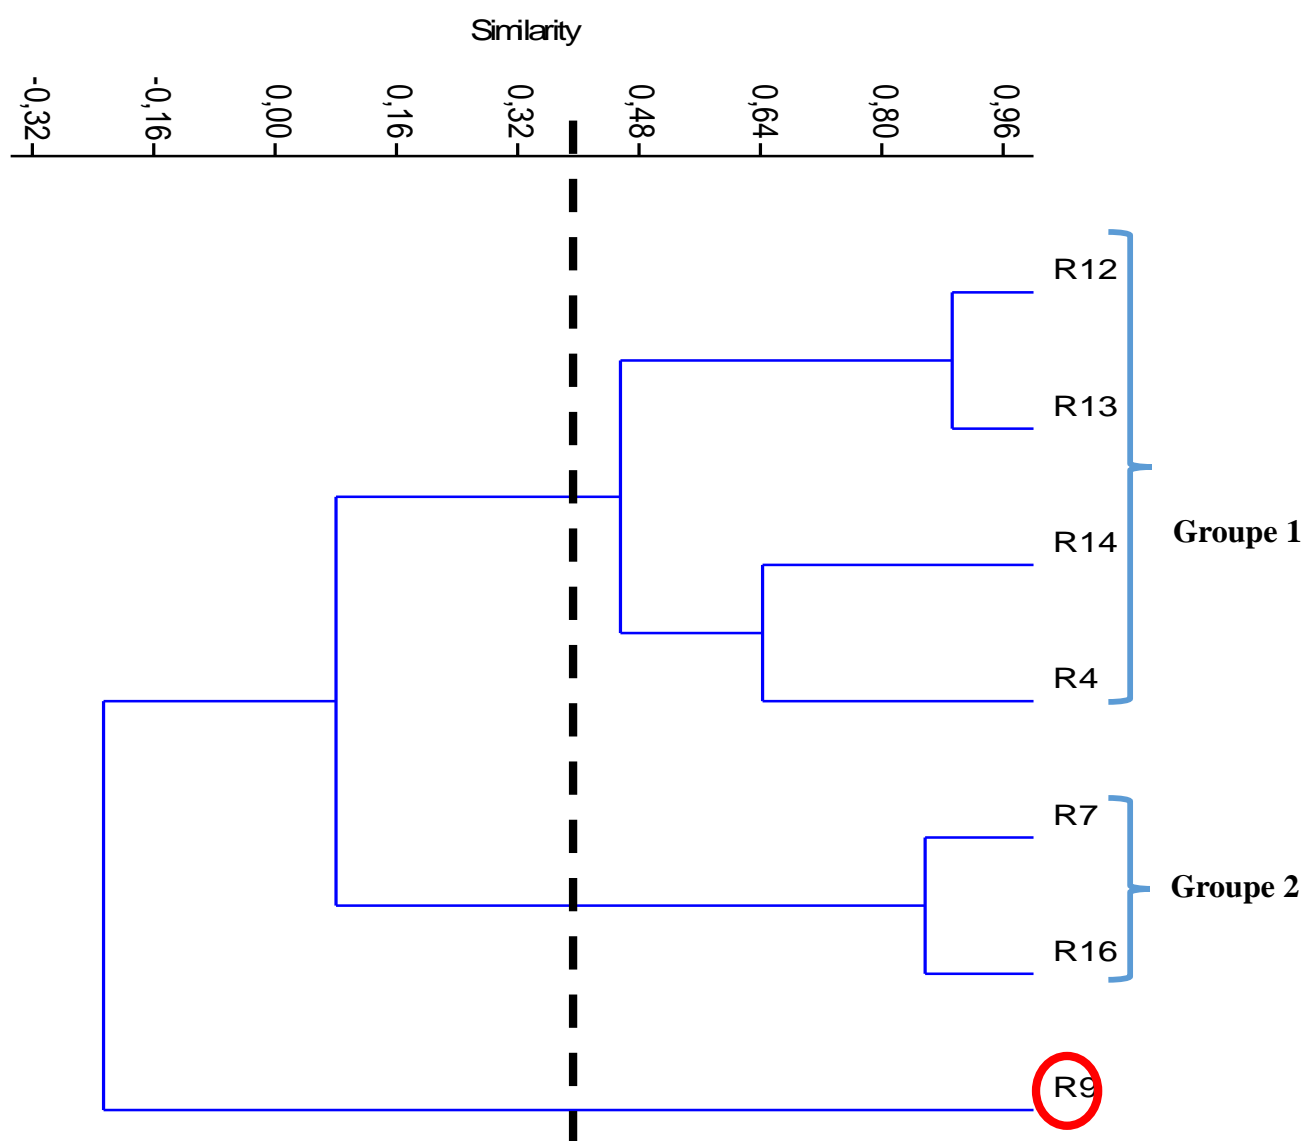 Similarity
-0,32
-0,16
0,00
0,16
0,32
0,48
0,64
0,80
0,96
R12
R13
R14
Groupe 1
R4
R7
Groupe 2
R16
R9